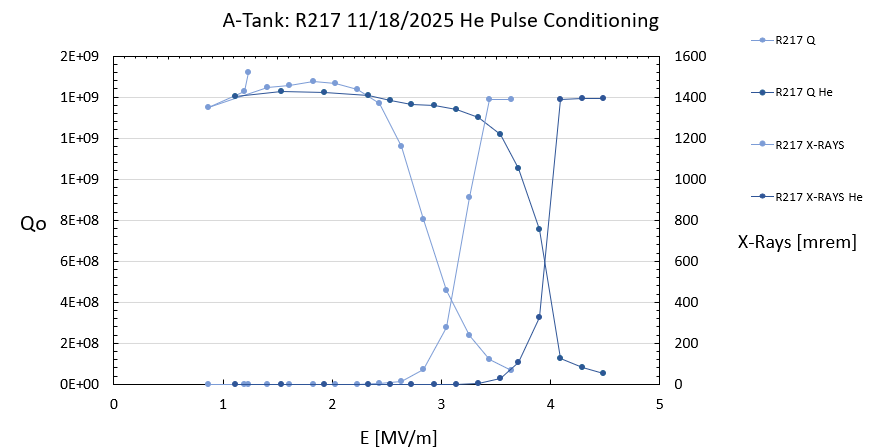 A-Tank: R217 11/18/2025 He Pulse Conditioning
2E+09
1E+09
1E+09
1E+09
8E+08
6E+08
4E+08
2E+08
0E+00
Qo
1600
1400
1200
1000
800
600
400
200
0
X-Rays [mrem]
0 1 2 3 4 5
E [MV/m]
R217 Q
R217 Q He
R217 X-RAYS
R217 X-RAYS He